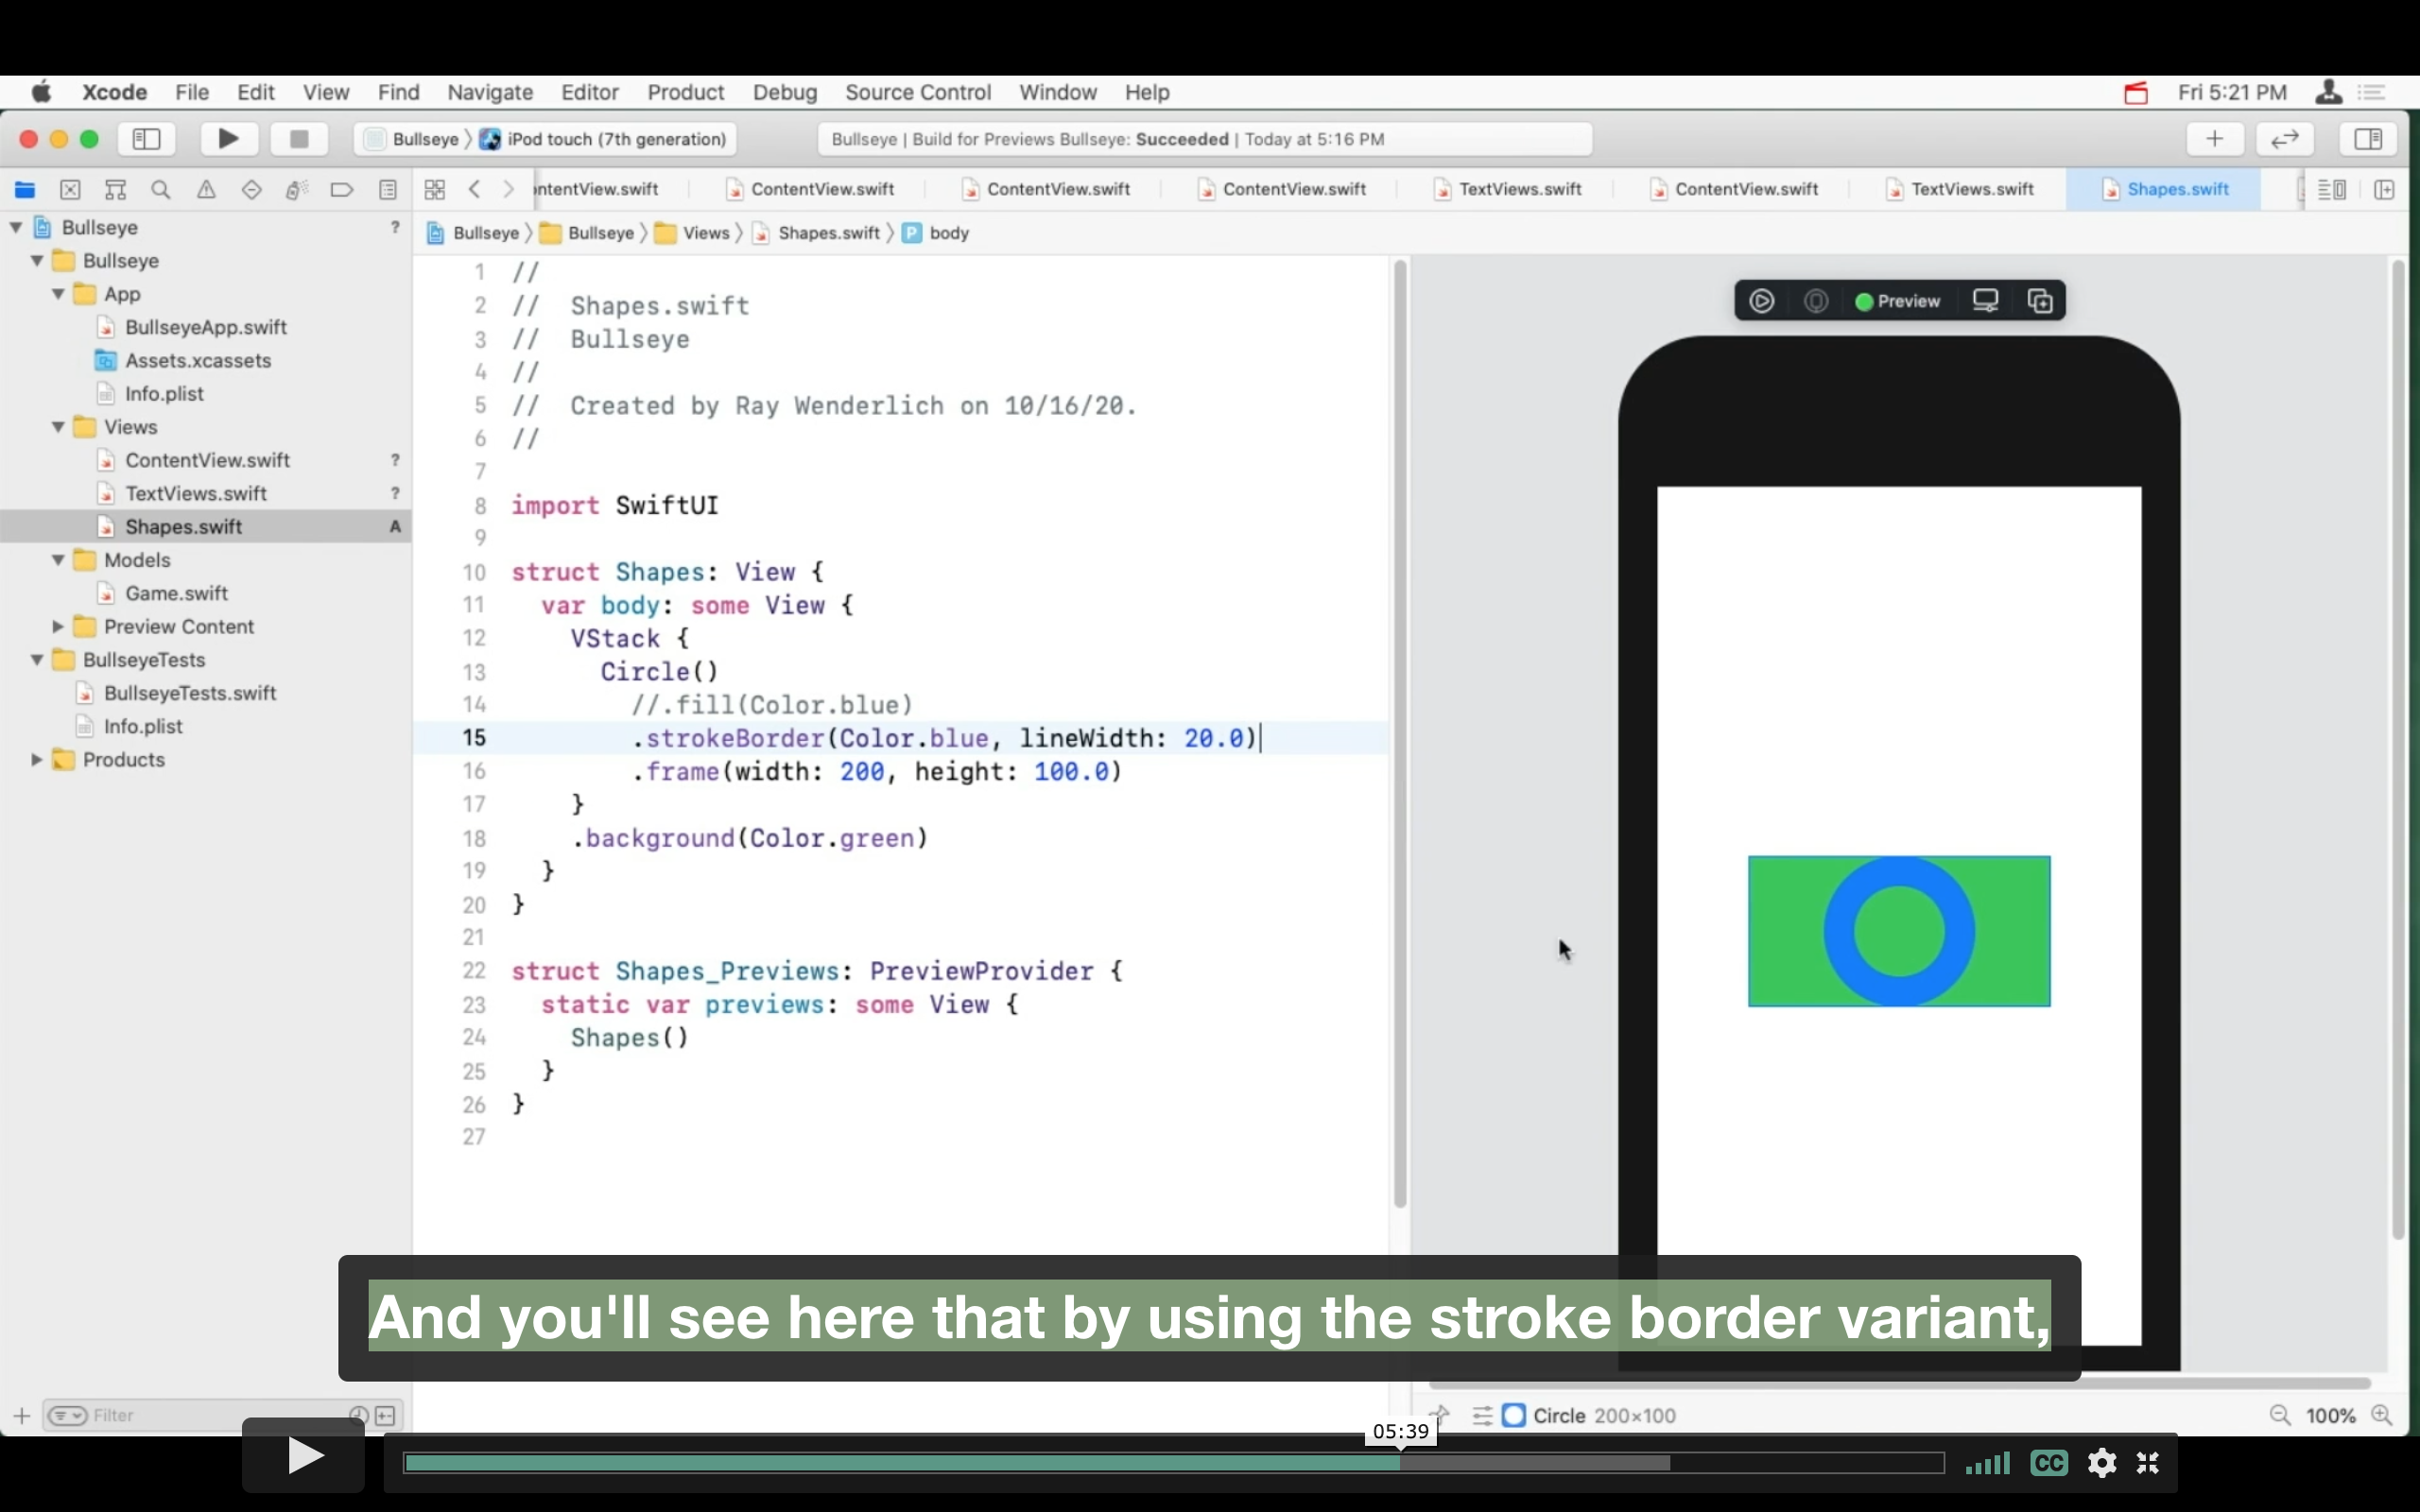 Xcode File Edit View Find Navigate Editor Product Debug Source Control Window Help
Fri 5:21 PM
Bullseye 〉 iPod touch (7th generation)
Bullseye | Build for Previews Bullseye: Succeeded | Today at 5:16 PM
ntentView.swift
ContentView.swift
ContentView.swift
ContentView.swift
TextViews.swift
ContentView.swift
TextViews.swift
Shapes.swift
Bullseye 〉 Bullseye 〉 Views 〉 Shapes.swift 〉 P body
Bullseye ?
Bullseye
App
BullseyeApp.swift
Assets.xcassets
Info.plist
Views
ContentView.swift ?
TextViews.swift ?
Shapes.swift A
Models
Game.swift
Preview Content
BullseyeTests
BullseyeTests.swift
Info.plist
Products
Filter
1 //
2 //  Shapes.swift
3 //  Bullseye
4 //
5 //  Created by Ray Wenderlich on 10/16/20.
6 //
7
8 import SwiftUI
9
10 struct Shapes: View {
11   var body: some View {
12     VStack {
13       Circle()
14         //.fill(Color.blue)
15         .strokeBorder(Color.blue, lineWidth: 20.0)
16         .frame(width: 200, height: 100.0)
17     }
18     .background(Color.green)
19   }
20 }
21
22 struct Shapes_Previews: PreviewProvider {
23   static var previews: some View {
24     Shapes()
25   }
26 }
27
Preview
And you'll see here that by using the stroke border variant,
Circle 200×100
100%
05:39
CC